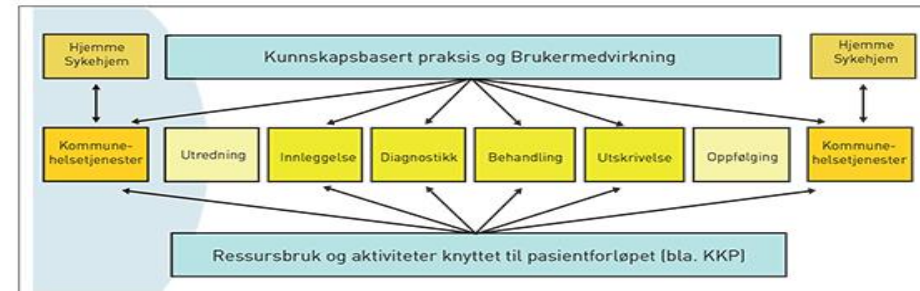 Hjemme
Sykehjem
Kunnskapsbasert praksis og Brukermedvirkning
Hjemme
Sykehjem
Kommune-
helsetjenester
Utredning
Innleggelse
Diagnostikk
Behandling
Utskrivelse
Oppfølging
Kommune-
helsetjenester
Ressursbruk og aktiviteter knyttet til pasientforløpet (bla. KKP)